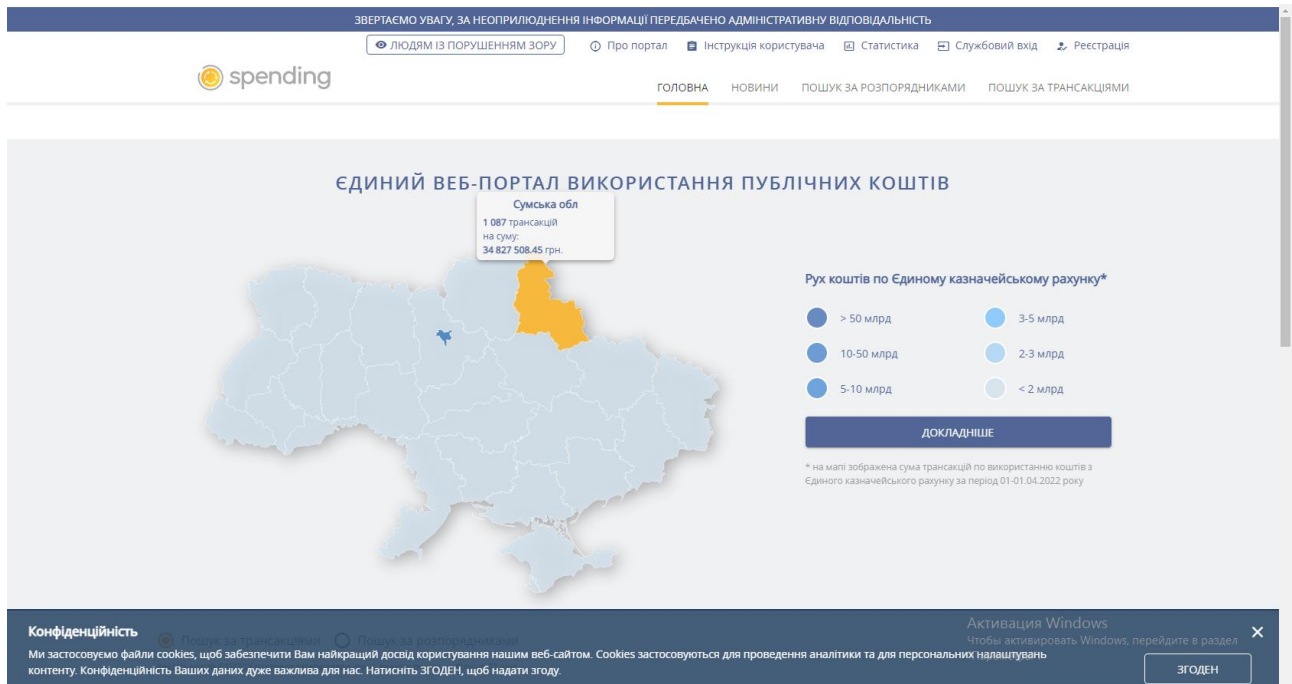 ЗВЕРТАЄМО УВАГУ, ЗА НЕОПРИЛЮДНЕННЯ ІНФОРМАЦІЇ ПЕРЕДБАЧЕНО АДМІНІСТРАТИВНУ ВІДПОВІДАЛЬНІСТЬ
ЛЮДЯМ ІЗ ПОРУШЕННЯМ ЗОРУ Про портал Інструкція користувача Статистика Службовий вхід Реєстрація
spending
ГОЛОВНА НОВИНИ ПОШУК ЗА РОЗПОРЯДНИКАМИ ПОШУК ЗА ТРАНСАКЦІЯМИ
ЄДИНИЙ ВЕБ-ПОРТАЛ ВИКОРИСТАННЯ ПУБЛІЧНИХ КОШТІВ
Сумська обл
1 087 трансакцій
на суму:
34 827 508.45 грн.
Рух коштів по Єдиному казначейському рахунку*
> 50 млрд 3-5 млрд
10-50 млрд 2-3 млрд
5-10 млрд < 2 млрд
ДОКЛАДНІШЕ
* на мапі зображена сума трансакцій по використанню коштів з
Єдиного казначейського рахунку за період 01-01.04.2022 року
Конфіденційність
Пошук за трансакціями Пошук за розпорядниками
Активация Windows
Чтобы активировать Windows, перейдите в раздел
Ми застосовуємо файли cookies, щоб забезпечити Вам найкращий досвід користування нашим веб-сайтом. Cookies застосовуються для проведення аналітики та для персональних налаштувань
контенту. Конфіденційність Ваших даних дуже важлива для нас. Натисніть ЗГОДЕН, щоб надати згоду.
ЗГОДЕН